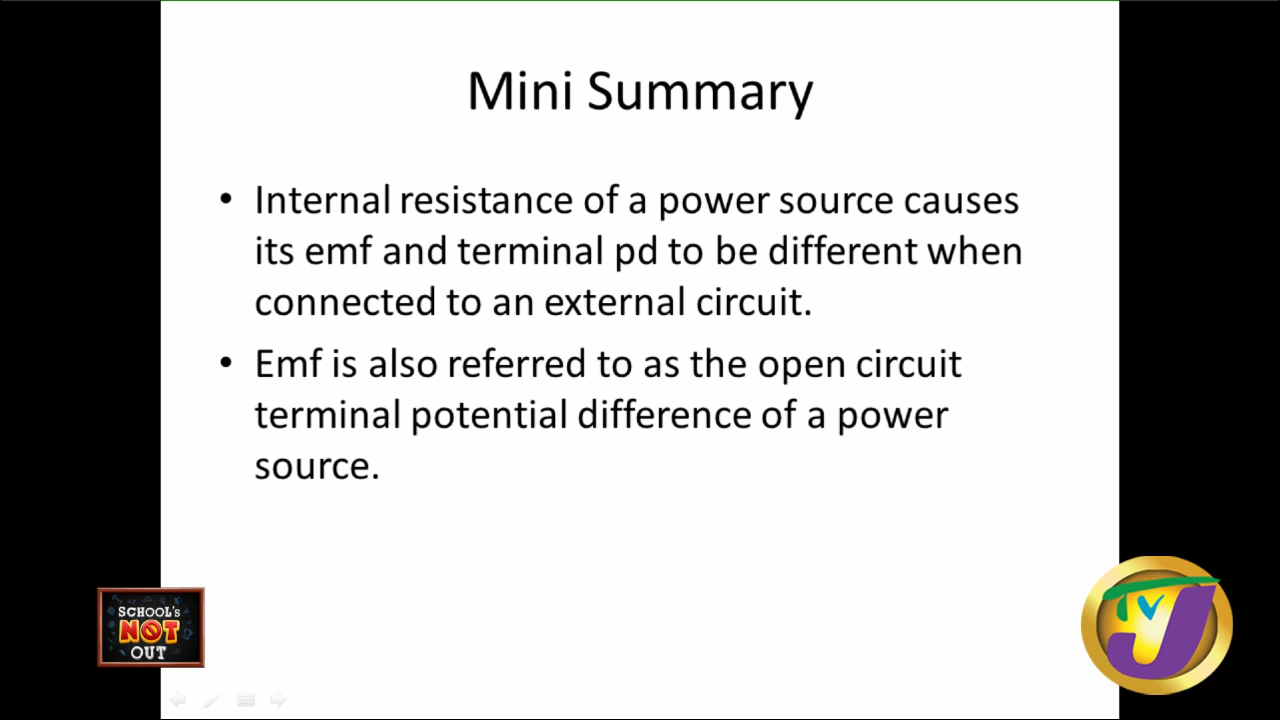 Mini Summary
• Internal resistance of a power source causes
its emf and terminal pd to be different when
connected to an external circuit.
• Emf is also referred to as the open circuit
terminal potential difference of a power
source.
SCHOOL'S
NOT
OUT
TVJ